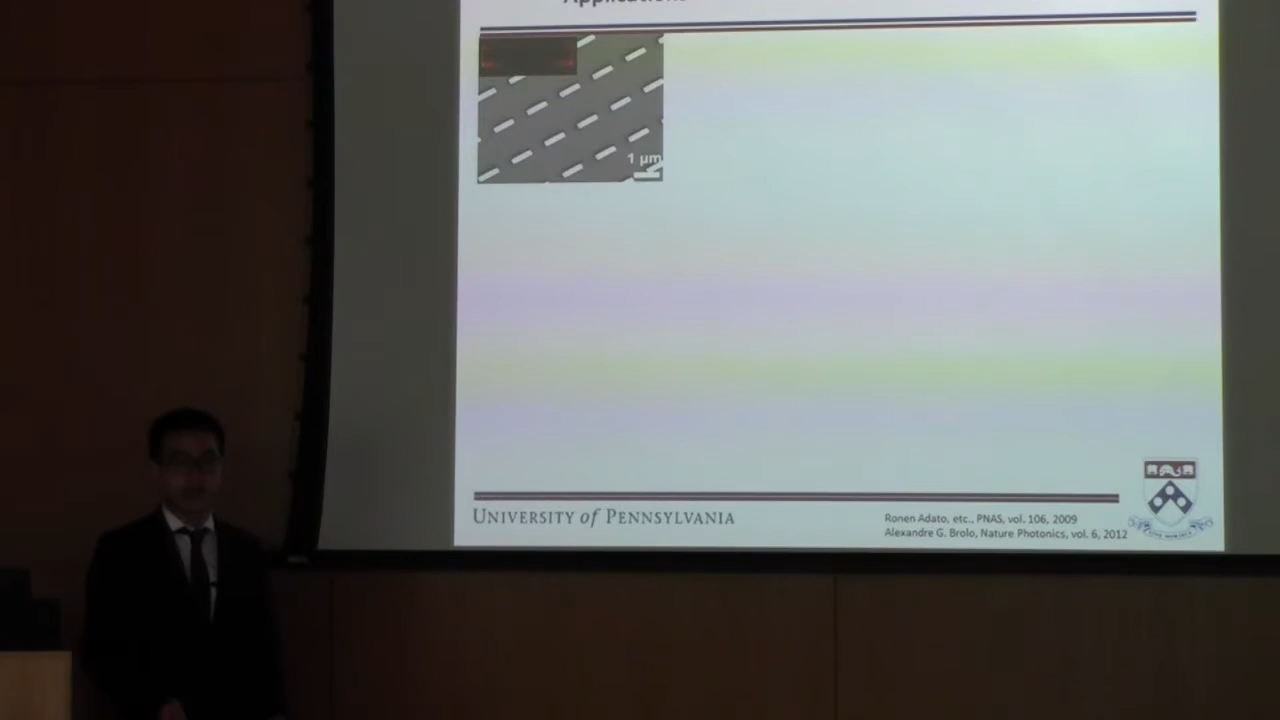 Applications
1 μm
UNIVERSITY of PENNSYLVANIA
Ronen Adato, etc., PNAS, vol. 106, 2009
Alexandre G. Brolo, Nature Photonics, vol. 6, 2012